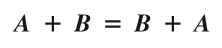 A + B = B + A